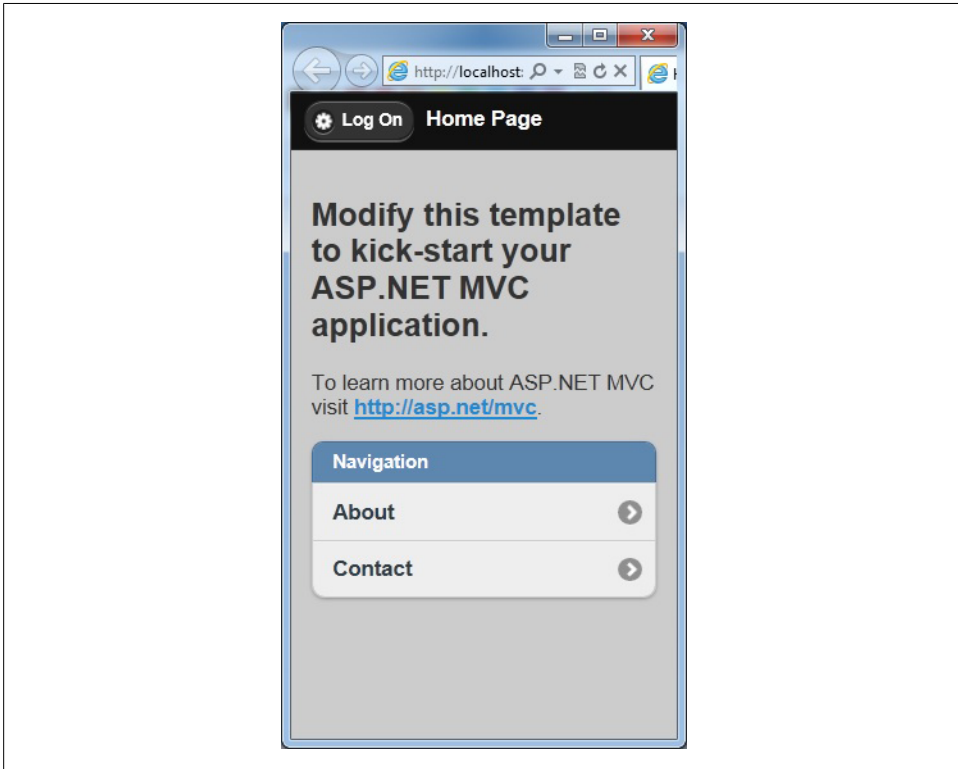 http://localhost:
Log On
Home Page
Modify this template
to kick-start your
ASP.NET MVC
application.
To learn more about ASP.NET MVC
visit http://asp.net/mvc.
Navigation
About
Contact